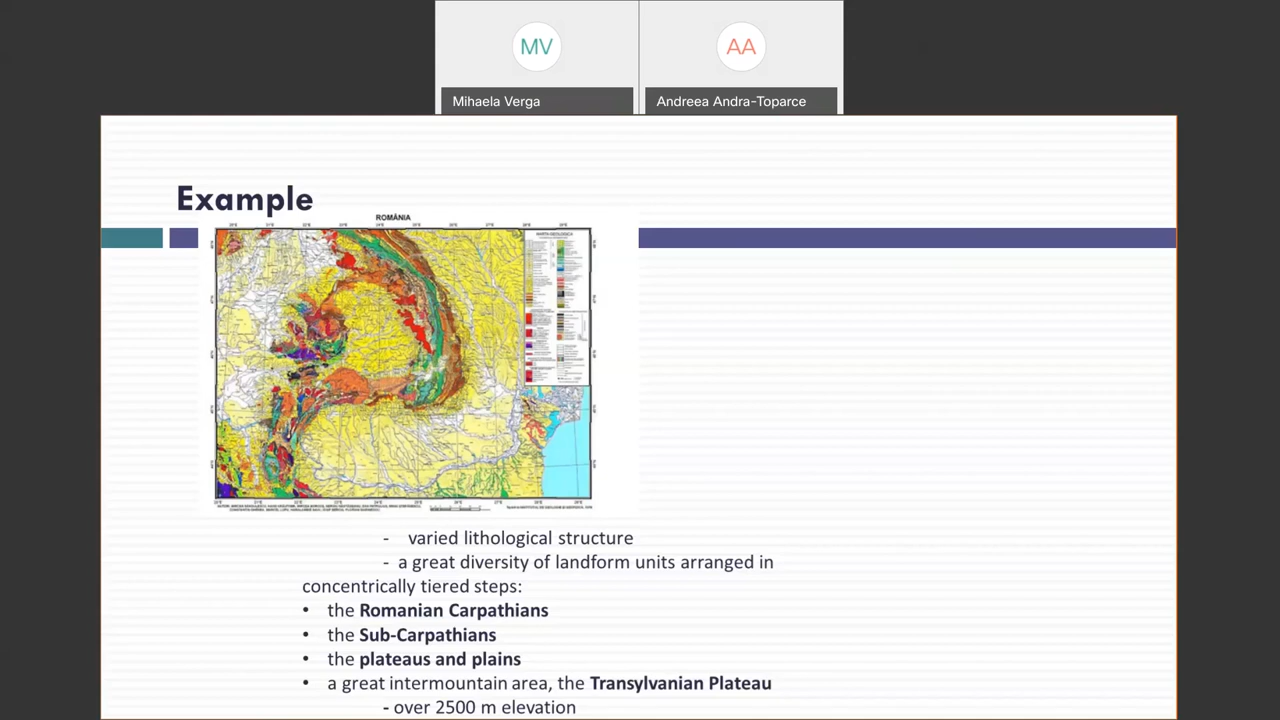 MV
AA
Mihaela Verga
Andreea Andra-Toparce
Example
ROMÂNIA
- varied lithological structure
- a great diversity of landform units arranged in
concentrically tiered steps:
• the Romanian Carpathians
• the Sub-Carpathians
• the plateaus and plains
• a great intermountain area, the Transylvanian Plateau
- over 2500 m elevation